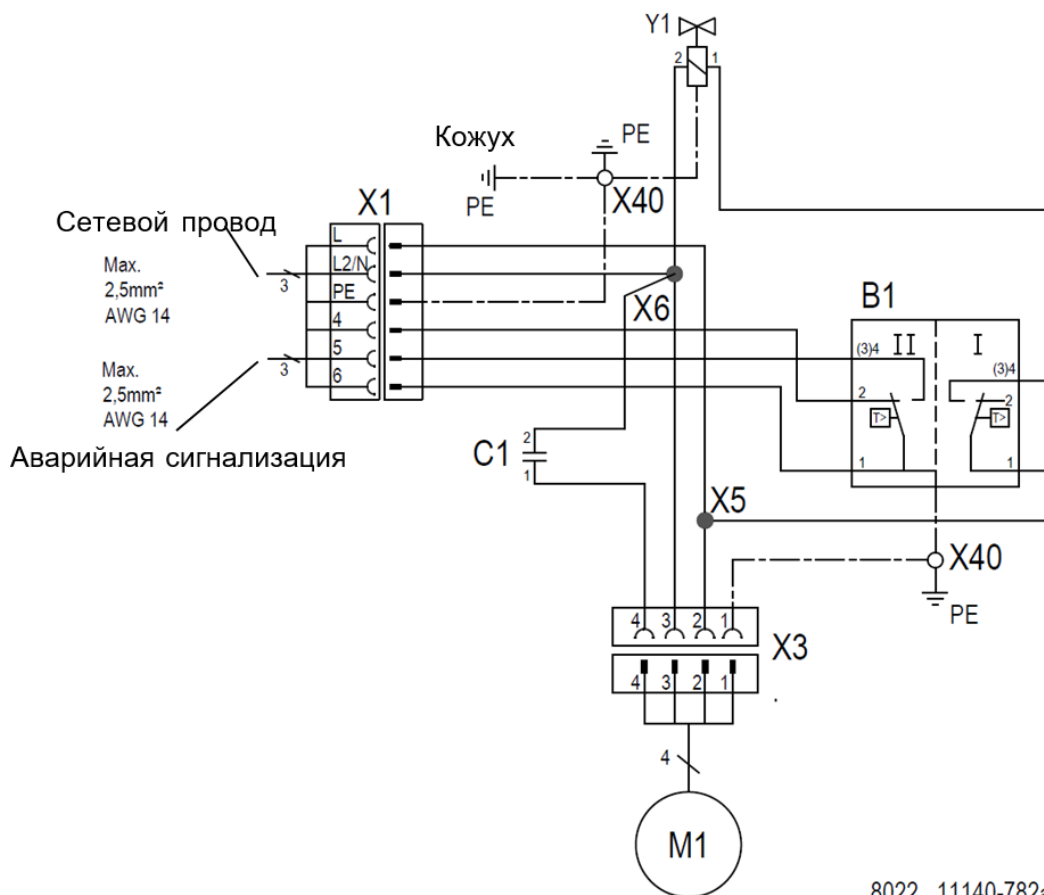 Y1
2 1
Кожух
PE
PE
X40
X1
Сетевой провод
L
L2/N
PE
4
5
6
Max.
2,5mm²
AWG 14
3
Max.
2,5mm²
AWG 14
3
Аварийная сигнализация
X6
B1
II I
(3)4
(3)4
2
2
T>
T>
1
1
C1
2
1
X5
X40
PE
4 3 2 1
X3
4 3 2 1
4
M1
8022 11140-782a